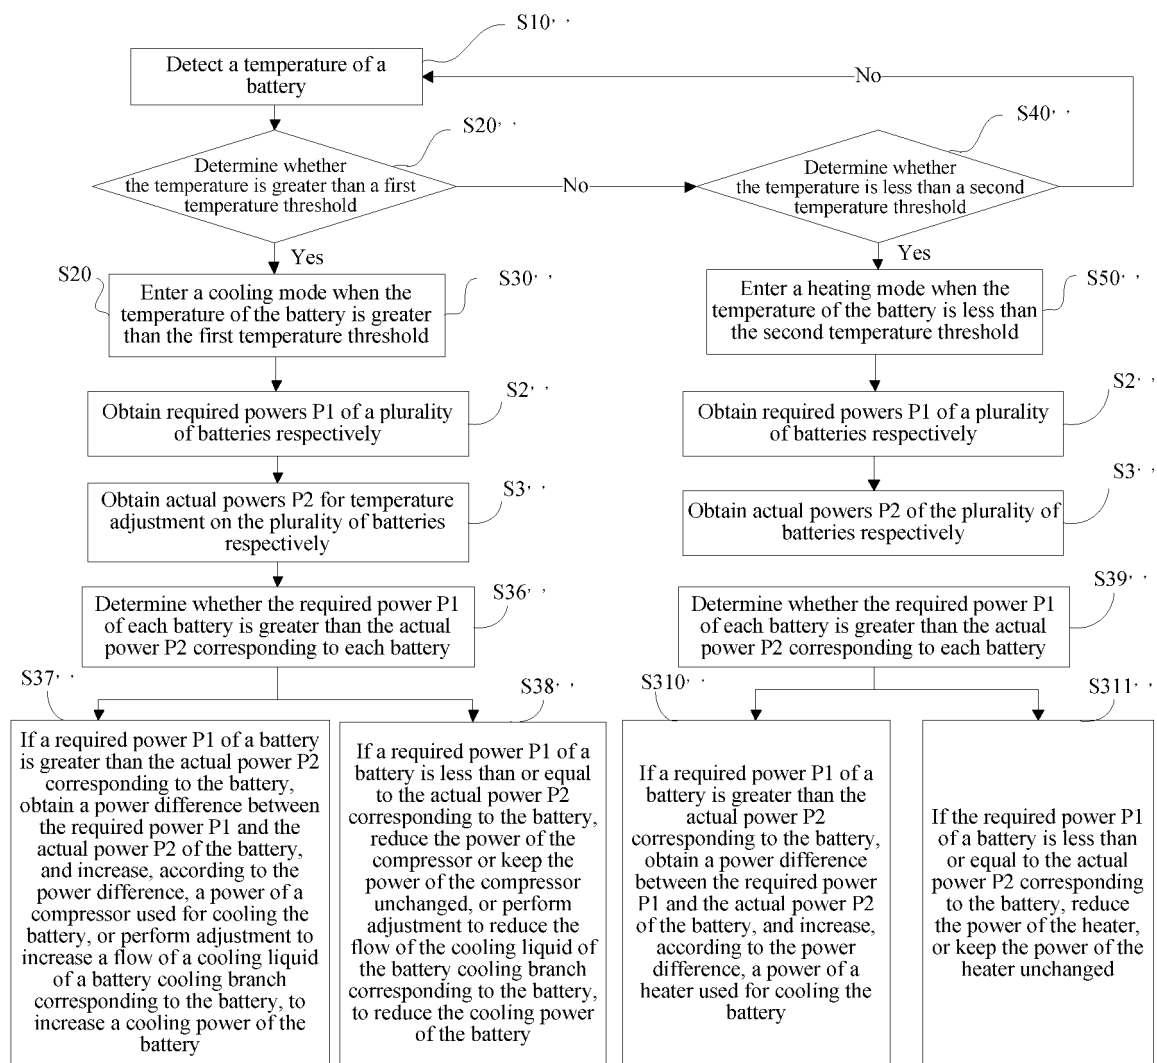 S10’’
Detect a temperature of a
battery
No
S20’’
Determine whether
the temperature is greater than a first
temperature threshold
No
S40’’
Determine whether
the temperature is less than a second
temperature threshold
Yes
Yes
S20
S30’’
Enter a cooling mode when the
temperature of the battery is greater
than the first temperature threshold
S50’’
Enter a heating mode when the
temperature of the battery is less than
the second temperature threshold
S2’’
Obtain required powers P1 of a plurality
of batteries respectively
S2’’
Obtain required powers P1 of a plurality
of batteries respectively
S3’’
Obtain actual powers P2 for temperature
adjustment on the plurality of batteries
respectively
S3’’
Obtain actual powers P2 of the plurality of
batteries respectively
S36’’
Determine whether the required power P1
of each battery is greater than the actual
power P2 corresponding to each battery
S39’’
Determine whether the required power P1
of each battery is greater than the actual
power P2 corresponding to each battery
S37’’
If a required power P1 of a battery
is greater than the actual power P2
corresponding to the battery,
obtain a power difference between
the required power P1 and the
actual power P2 of the battery,
and increase, according to the
power difference, a power of a
compressor used for cooling the
battery, or perform adjustment to
increase a flow of a cooling liquid
of a battery cooling branch
corresponding to the battery, to
increase a cooling power of the
battery
S38’’
If a required power P1 of a
battery is less than or equal
to the actual power P2
corresponding to the battery,
reduce the power of the
compressor or keep the
power of the compressor
unchanged, or perform
adjustment to reduce the
flow of the cooling liquid of
the battery cooling branch
corresponding to the battery,
to reduce the cooling power
of the battery
S310’’
If a required power P1 of a
battery is greater than the
actual power P2
corresponding to the battery,
obtain a power difference
between the required power
P1 and the actual power P2
of the battery, and increase,
according to the power
difference, a power of a
heater used for cooling the
battery
S311’’
If the required power P1
of a battery is less than
or equal to the actual
power P2 corresponding
to the battery, reduce
the power of the heater,
or keep the power of the
heater unchanged